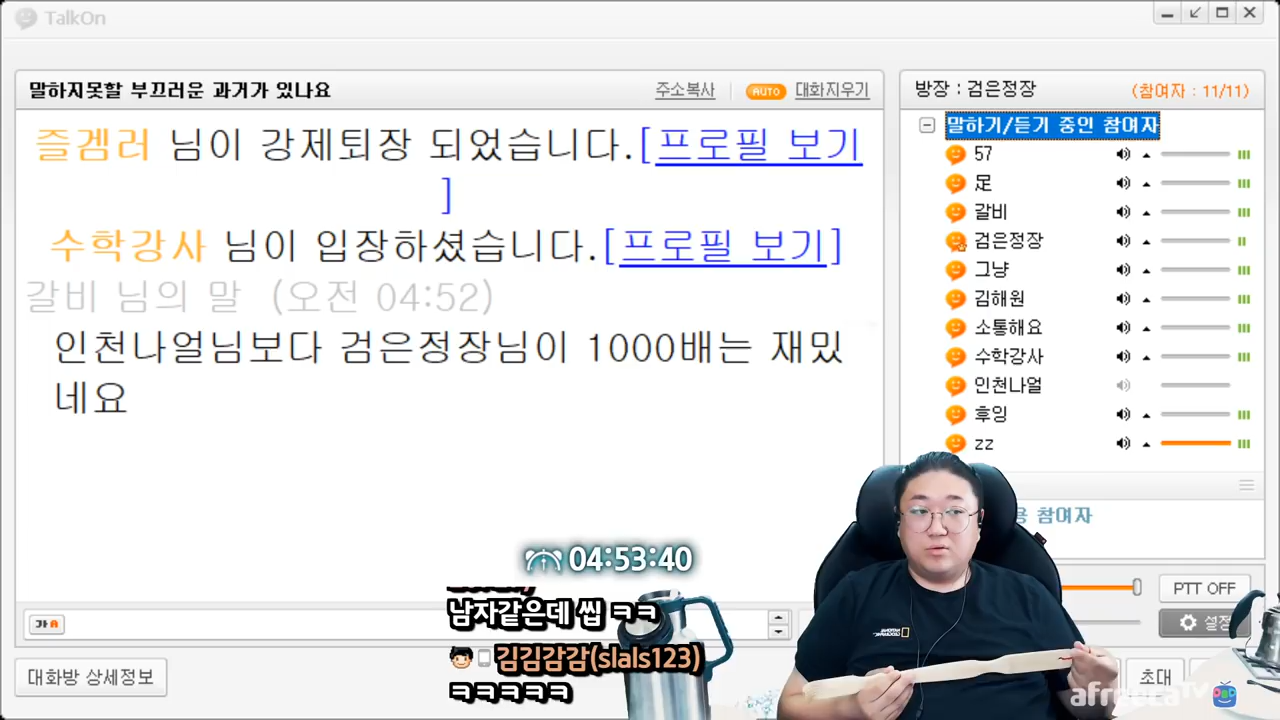 TalkOn
말하지못할 부끄러운 과거가 있나요
주소복사
AUTO
대화지우기
즐겜러 님이 강제퇴장 되었습니다.[프로필 보기
]
수학강사 님이 입장하셨습니다.[프로필 보기]
갈비 님의 말 (오전 04:52)
인천나얼님보다 검은정장님이 1000배는 재밌
네요
방장 : 검은정장
(참여자 : 11/11)
말하기/듣기 중인 참여자
57
足
갈비
검은정장
그냥
김해원
소통해요
수학강사
인천나얼
후잉
zz
참여자
04:53:40
남자같은데 씹 ㅋㅋ
김김감감(slals123)
ㅋㅋㅋㅋㅋ
가
PTT OFF
설정
대화방 상세정보
초대
afreecaTV